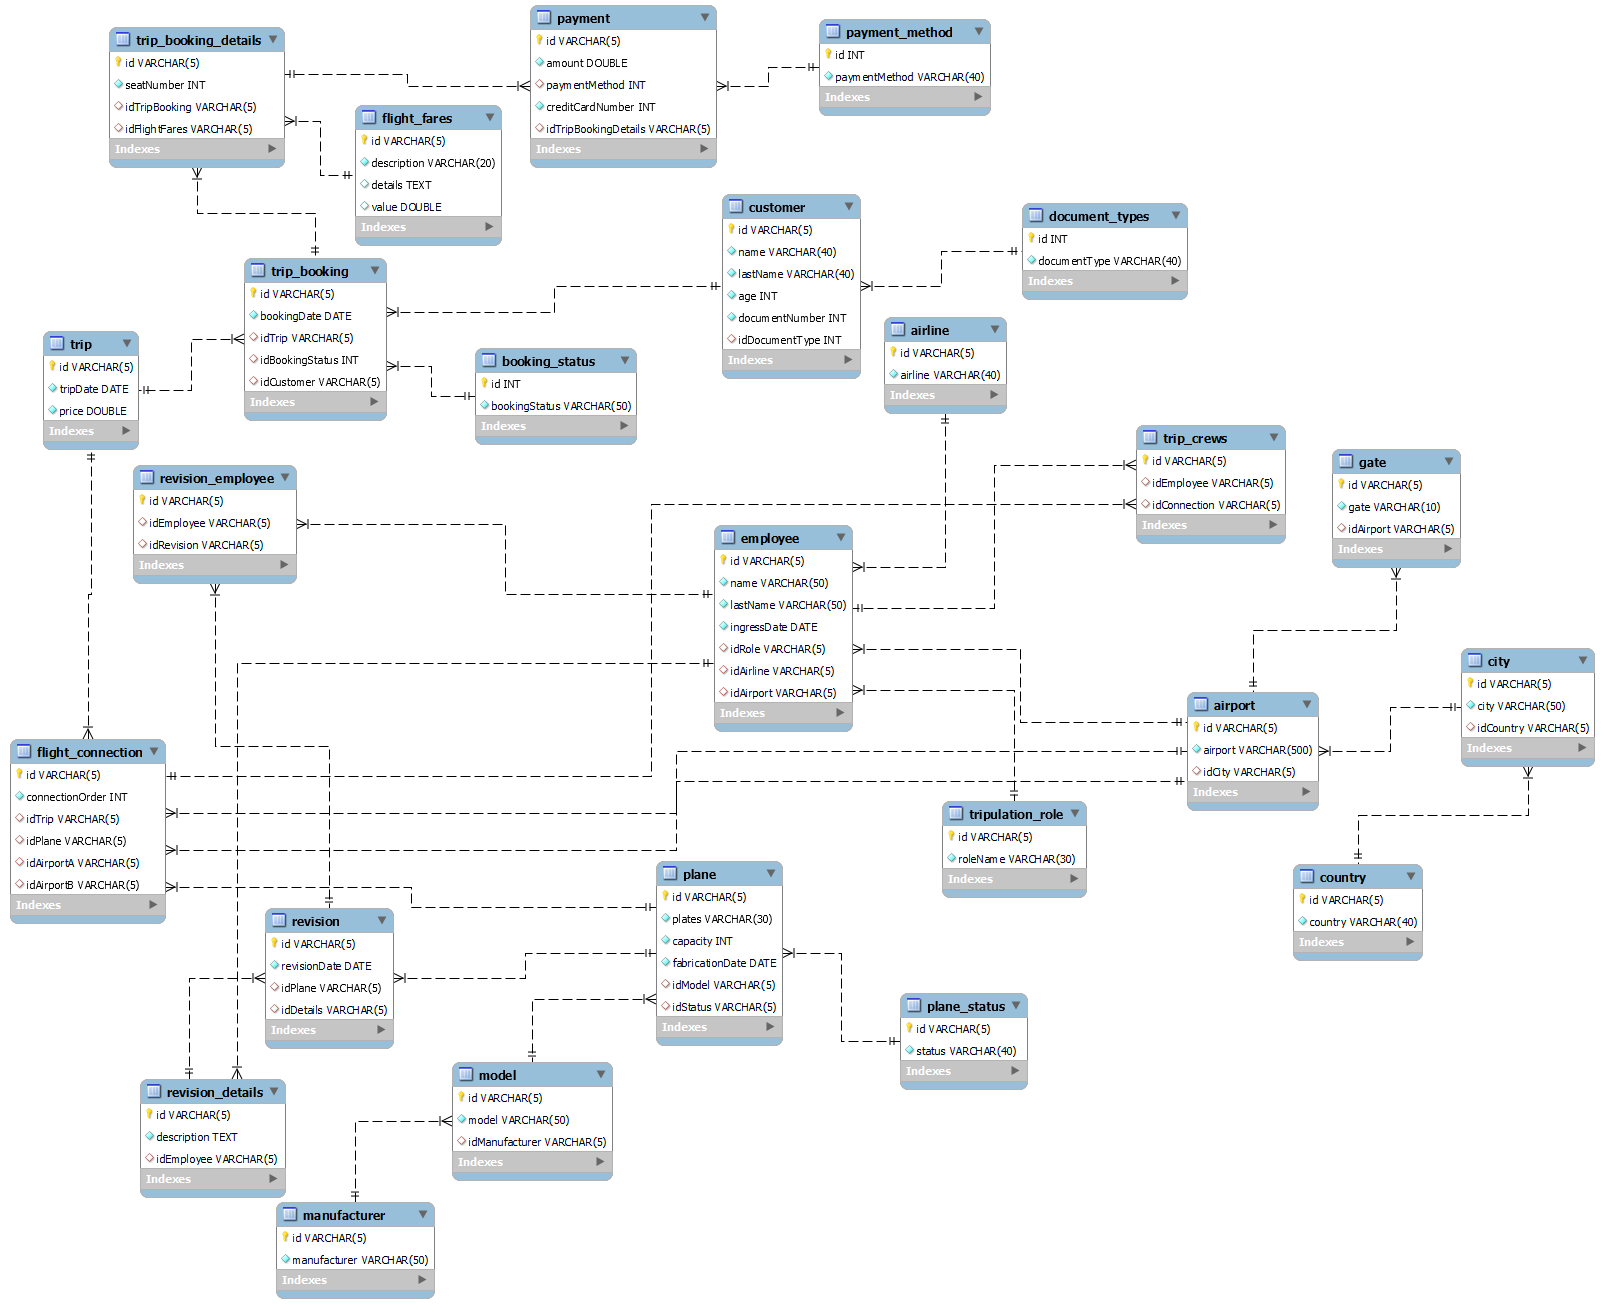 trip_booking_details
id VARCHAR(5)
seatNumber INT
idTripBooking VARCHAR(5)
idFlightFares VARCHAR(5)
Indexes
payment
id VARCHAR(5)
amount DOUBLE
paymentMethod INT
creditCardNumber INT
idTripBookingDetails VARCHAR(5)
Indexes
payment_method
id INT
paymentMethod VARCHAR(40)
Indexes
flight_fares
id VARCHAR(5)
description VARCHAR(20)
details TEXT
value DOUBLE
Indexes
customer
id VARCHAR(5)
name VARCHAR(40)
lastName VARCHAR(40)
age INT
documentNumber INT
idDocumentType INT
Indexes
document_types
id INT
documentType VARCHAR(40)
Indexes
trip_booking
id VARCHAR(5)
bookingDate DATE
idTrip VARCHAR(5)
idBookingStatus INT
idCustomer VARCHAR(5)
Indexes
trip
id VARCHAR(5)
tripDate DATE
price DOUBLE
Indexes
booking_status
id INT
bookingStatus VARCHAR(50)
Indexes
airline
id VARCHAR(5)
airline VARCHAR(40)
Indexes
trip_crews
id VARCHAR(5)
idEmployee VARCHAR(5)
idConnection VARCHAR(5)
Indexes
gate
id VARCHAR(5)
gate VARCHAR(10)
idAirport VARCHAR(5)
Indexes
revision_employee
id VARCHAR(5)
idEmployee VARCHAR(5)
idRevision VARCHAR(5)
Indexes
employee
id VARCHAR(5)
name VARCHAR(50)
lastName VARCHAR(50)
ingressDate DATE
idRole VARCHAR(5)
idAirline VARCHAR(5)
idAirport VARCHAR(5)
Indexes
city
id VARCHAR(5)
city VARCHAR(50)
idCountry VARCHAR(5)
Indexes
airport
id VARCHAR(5)
airport VARCHAR(500)
idCity VARCHAR(5)
Indexes
flight_connection
id VARCHAR(5)
connectionOrder INT
idTrip VARCHAR(5)
idPlane VARCHAR(5)
idAirportA VARCHAR(5)
idAirportB VARCHAR(5)
Indexes
tripulation_role
id VARCHAR(5)
roleName VARCHAR(30)
Indexes
plane
id VARCHAR(5)
plates VARCHAR(30)
capacity INT
fabricationDate DATE
idModel VARCHAR(5)
idStatus VARCHAR(5)
Indexes
country
id VARCHAR(5)
country VARCHAR(40)
Indexes
revision
id VARCHAR(5)
revisionDate DATE
idPlane VARCHAR(5)
idDetails VARCHAR(5)
Indexes
plane_status
id VARCHAR(5)
status VARCHAR(40)
Indexes
revision_details
id VARCHAR(5)
description TEXT
idEmployee VARCHAR(5)
Indexes
model
id VARCHAR(5)
model VARCHAR(50)
idManufacturer VARCHAR(5)
Indexes
manufacturer
id VARCHAR(5)
manufacturer VARCHAR(50)
Indexes